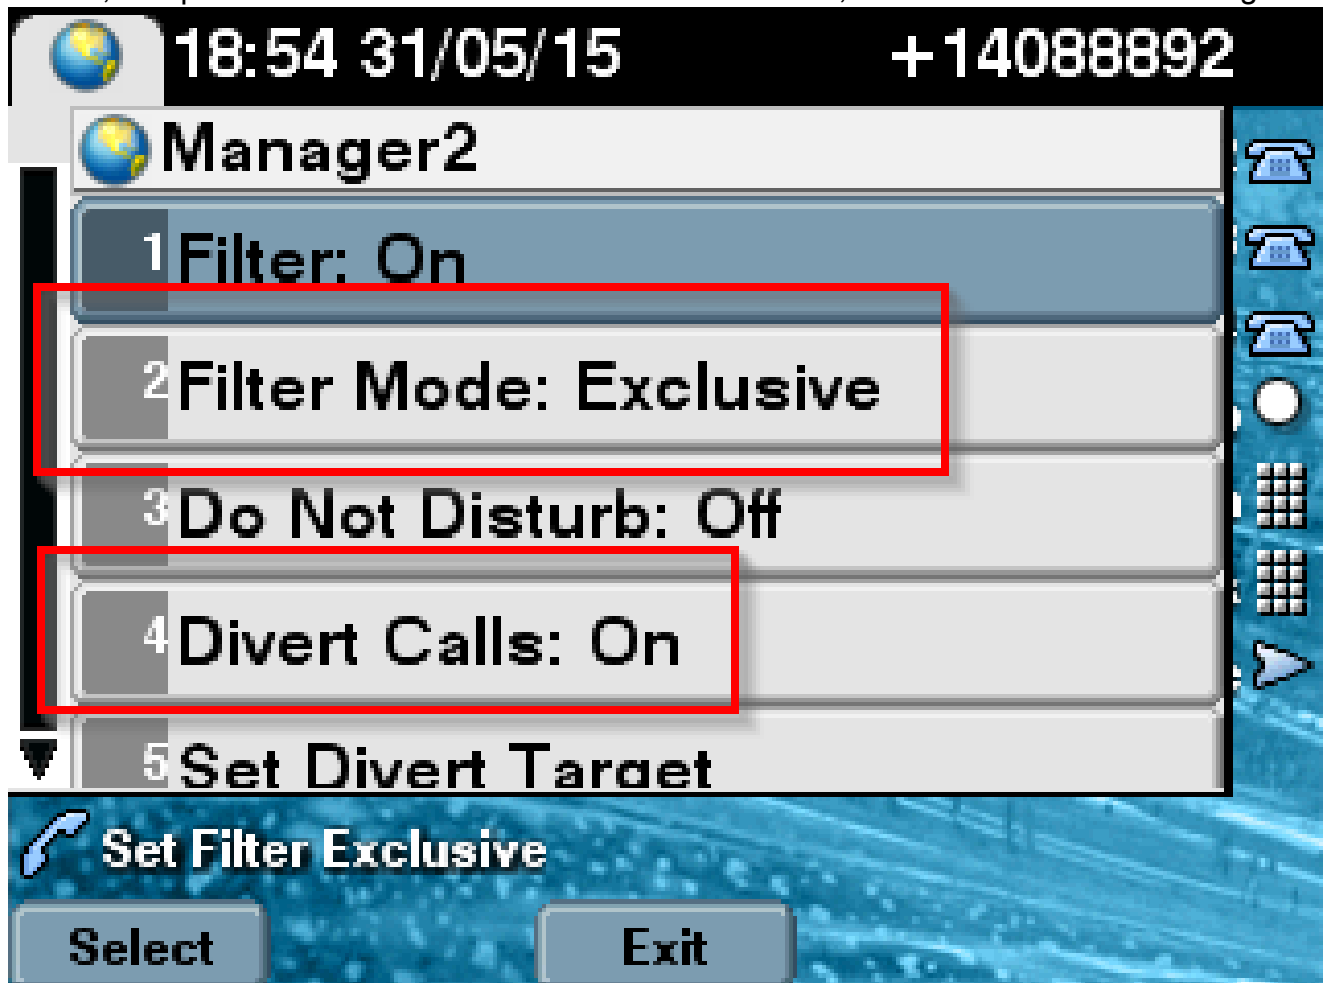 18:54 31/05/15 +14088892
Manager2
1 Filter: On
2 Filter Mode: Exclusive
3 Do Not Disturb: Off
4 Divert Calls: On
5 Set Divert Target
Set Filter Exclusive
Select Exit